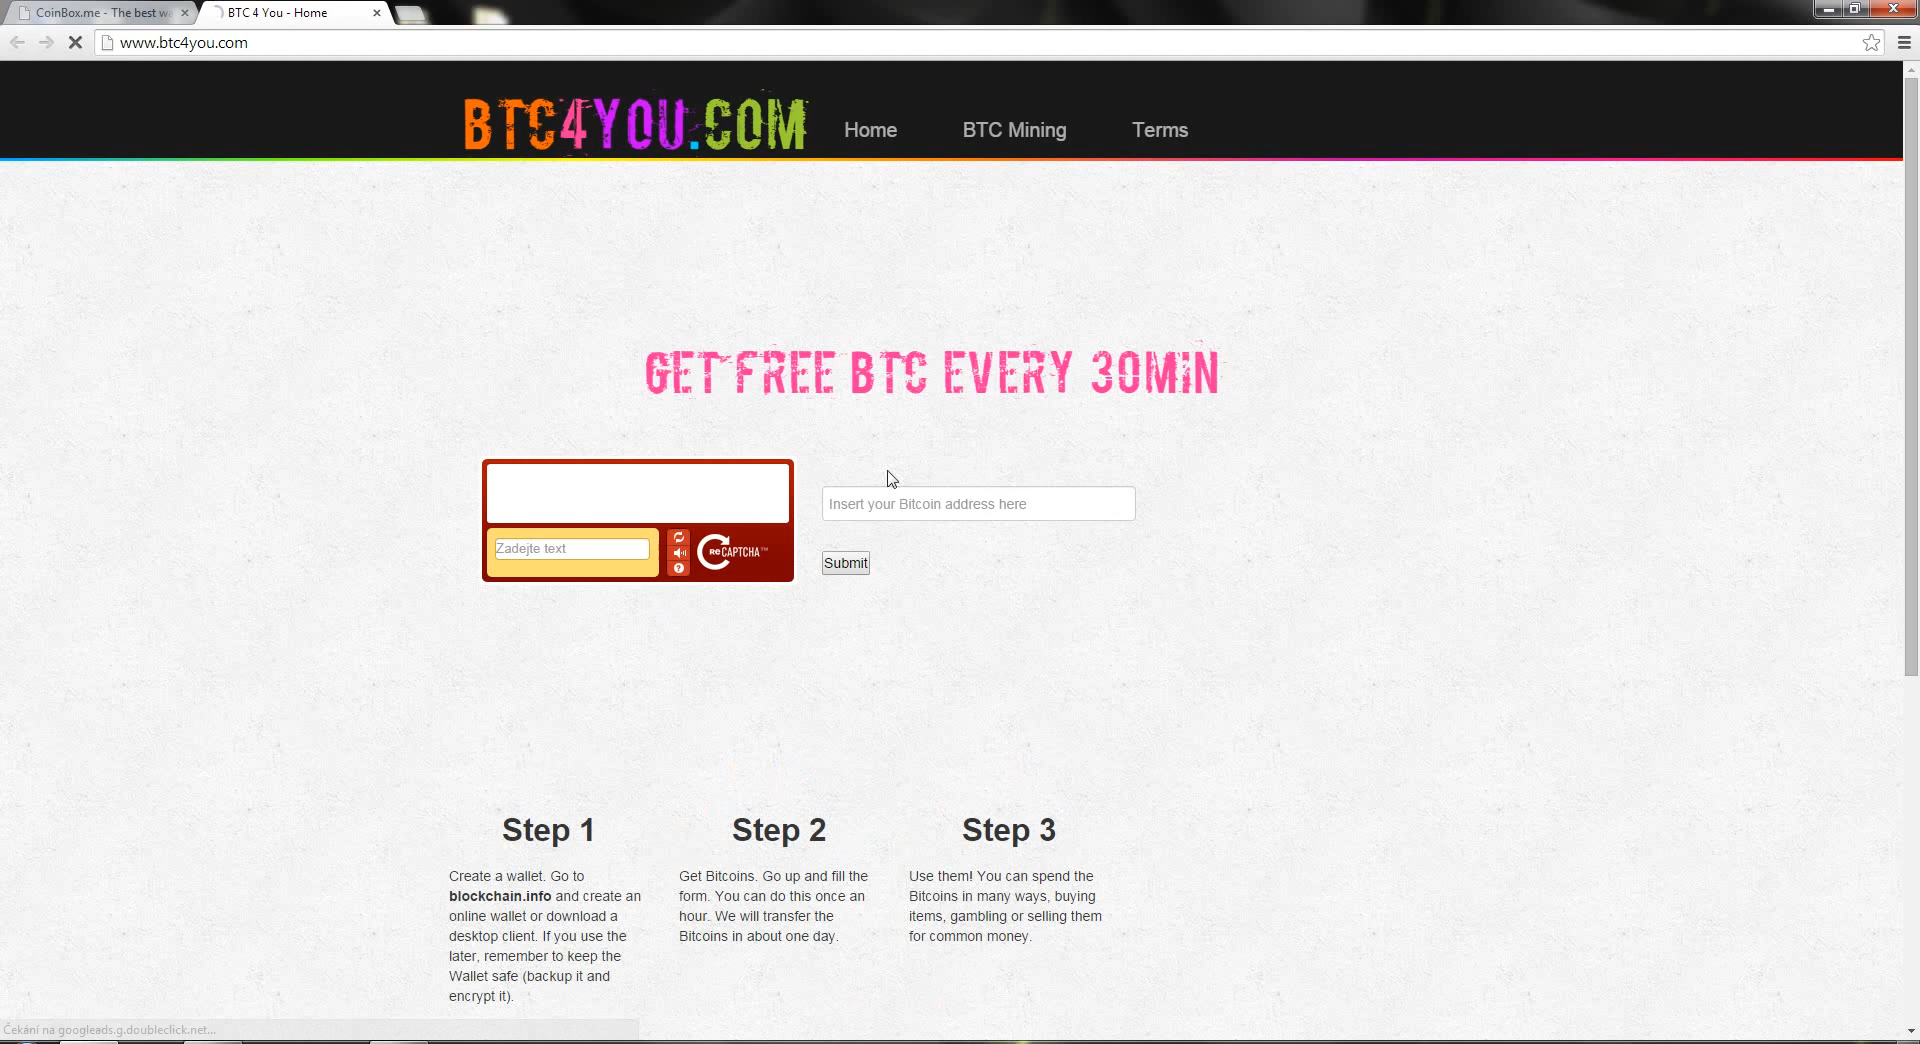 CoinBox.me - The best w
BTC 4 You - Home
www.btc4you.com
BTC4YOU.COM
Home
BTC Mining
Terms
GET FREE BTC EVERY 30MIN
Insert your Bitcoin address here
Zadejte text
reCAPTCHA™
Submit
Step 1
Create a wallet. Go to
blockchain.info and create an
online wallet or download a
desktop client. If you use the
later, remember to keep the
Wallet safe (backup it and
encrypt it).
Step 2
Get Bitcoins. Go up and fill the
form. You can do this once an
hour. We will transfer the
Bitcoins in about one day.
Step 3
Use them! You can spend the
Bitcoins in many ways, buying
items, gambling or selling them
for common money.
Čekání na googleads.g.doubleclick.net...